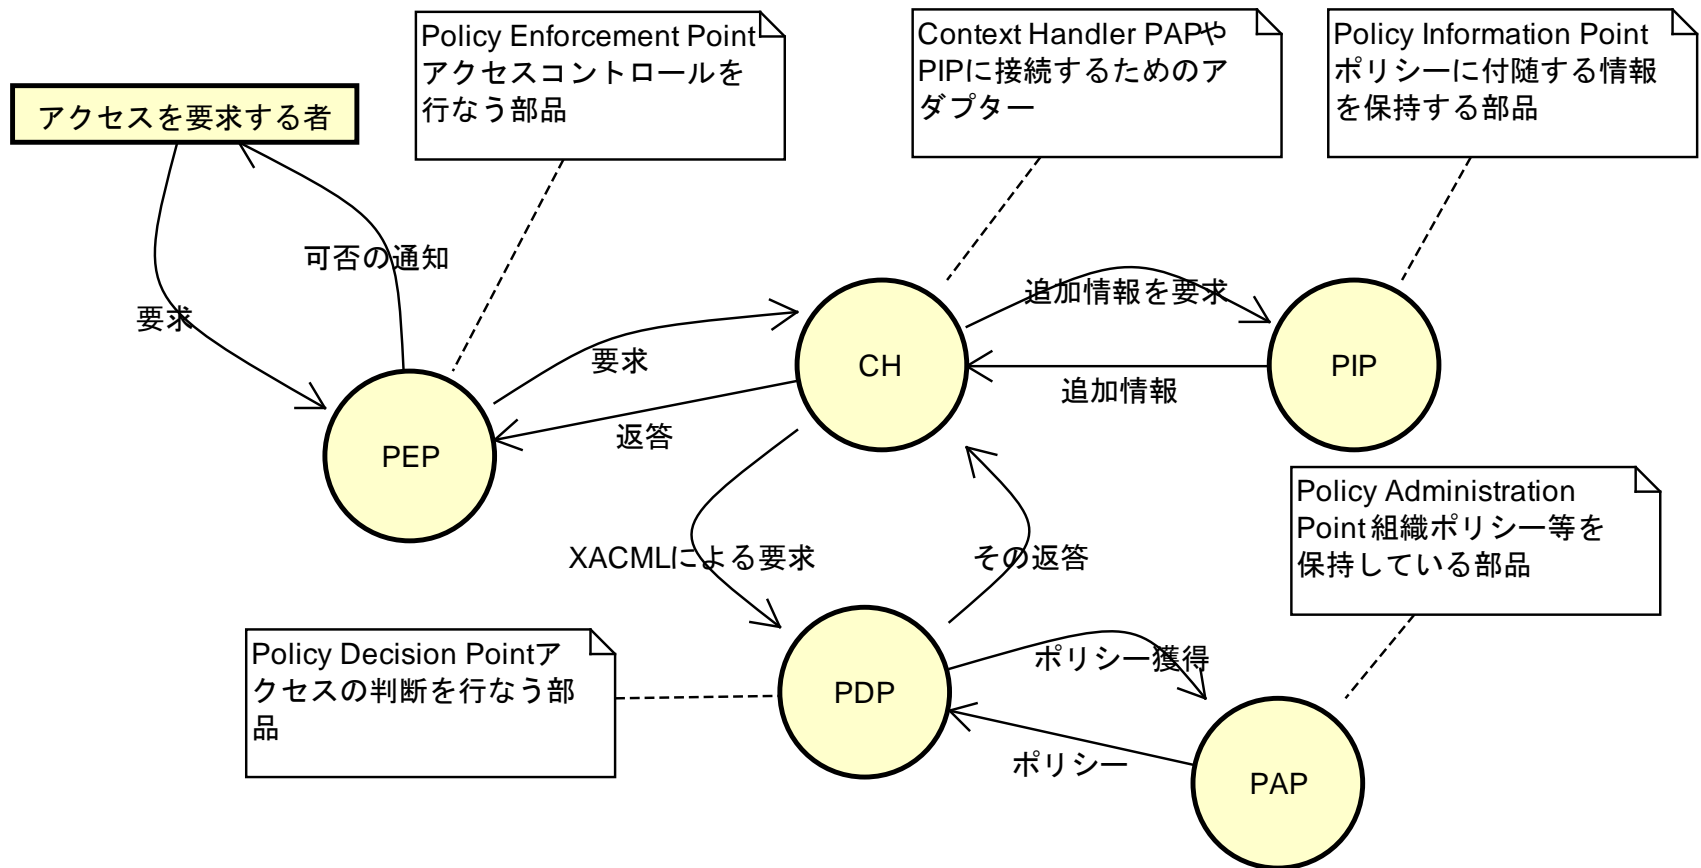 Policy Enforcement Point
アクセスコントロールを
行なう部品
Context Handler PAPや
PIPに接続するためのア
ダプター
Policy Information Point
ポリシーに付随する情報
を保持する部品
アクセスを要求する者
可否の通知
要求
追加情報を要求
要求
CH
PIP
追加情報
返答
PEP
Policy Administration
Point 組織ポリシー等を
保持している部品
XACMLによる要求
その返答
Policy Decision Pointア
クセスの判断を行なう部
品
ポリシー獲得
PDP
ポリシー
PAP